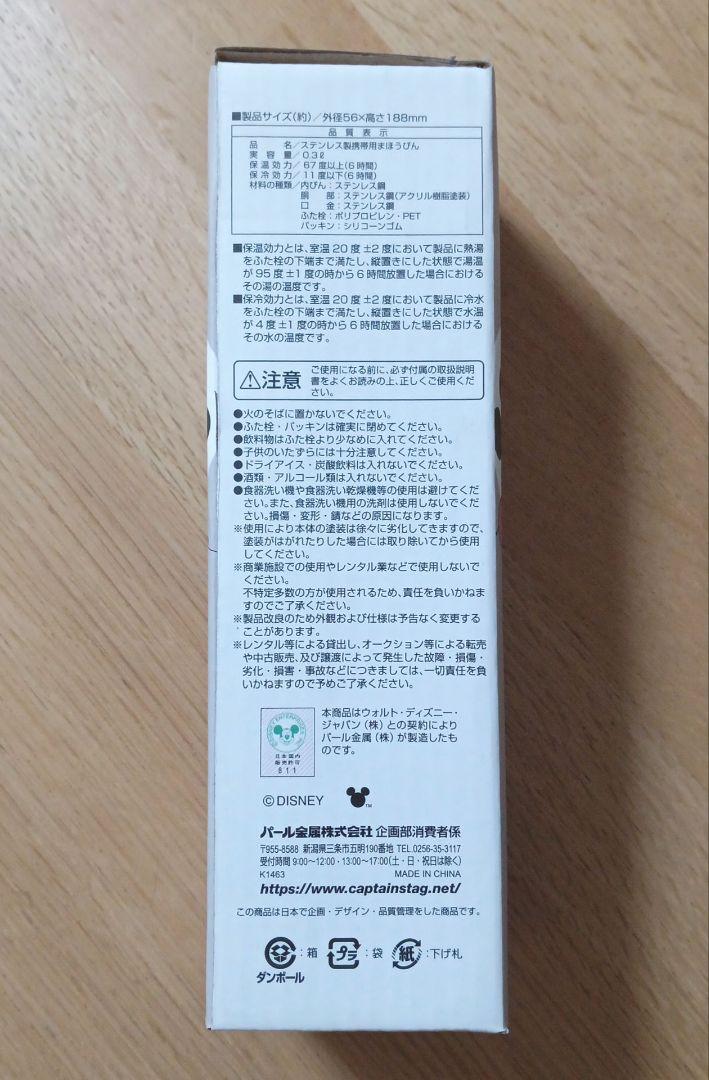 ■製品サイズ(約)／外径56×高さ188mm
品質表示
品名／ステンレス製携帯用まほうびん
実容量／0.3ℓ
保温効力／67度以上(6時間)
保冷効力／11度以下(6時間)
材料の種類／内びん：ステンレス鋼
胴部：ステンレス鋼(アクリル樹脂塗装)
口金：ステンレス鋼
ふた栓：ポリプロピレン・PET
パッキン：シリコーンゴム
■保温効力とは、室温20度±2度において製品に熱湯
をふた栓の下端まで満たし、縦置きにした状態で湯温
が95度±1度の時から6時間放置した場合における
その湯の温度です。
■保冷効力とは、室温20度±2度において製品に冷水
をふた栓の下端まで満たし、縦置きにした状態で水温
が4度±1度の時から6時間放置した場合における
その水の温度です。
⚠注意
ご使用になる前に、必ず付属の取扱説明
書をよくお読みの上、正しくご使用くだ
さい。
●火のそばに置かないでください。
●ふた栓・パッキンは確実に閉めてください。
●飲料物はふた栓より少なめに入れてください。
●子供のいたずらには十分注意してください。
●ドライアイス・炭酸飲料は入れないでください。
●酒類・アルコール類は入れないでください。
●食器洗い機や食器洗い乾燥機等の使用は避けてくだ
さい。また、食器洗い機用の洗剤は使用しないでくだ
さい。損傷・変形・錆などの原因になります。
※使用により本体の塗装は徐々に劣化してきますので、
塗装がはがれたりした場合には取り除いてから使用
してください。
※商業施設での使用やレンタル業などで使用しないで
ください。
不特定多数の方が使用されるため、責任を負いかねま
すのでご了承ください。
※製品改良のため外観および仕様は予告なく変更する
ことがあります。
※レンタル等による貸出し、オークション等による転売
や中古販売、及び譲渡によって発生した故障・損傷・
劣化・損害・事故などにつきましては、一切責任を負
いかねますので予めご了承ください。
日本国内
販売許可
811
本商品はウォルト・ディズニー・
ジャパン(株)との契約により
パール金属(株)が製造したも
のです。
©DISNEY
TM
パール金属株式会社 企画部消費者係
〒955-8588 新潟県三条市五明190番地 TEL.0256-35-3117
受付時間 9:00〜12:00・13:00〜17:00(土・日・祝日は除く)
K1463 MADE IN CHINA
https://www.captainstag.net/
この商品は日本で企画・デザイン・品質管理をした商品です。
ダンボール：箱 プラ：袋 紙：下げ札